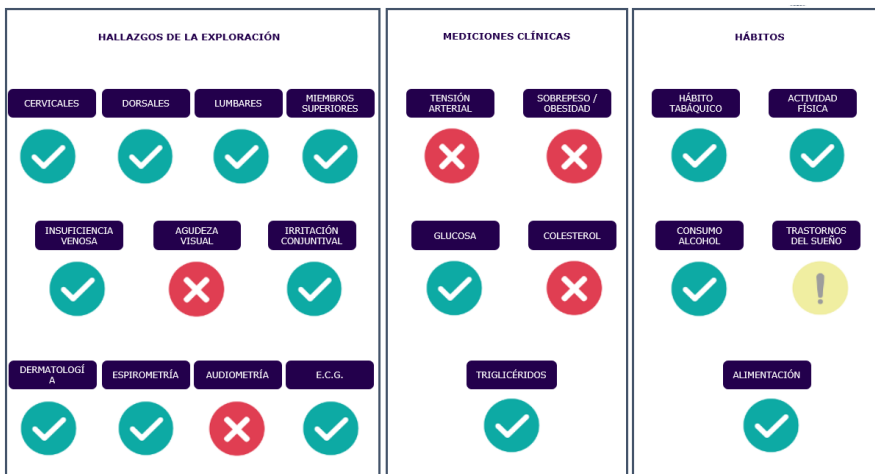 HALLAZGOS DE LA EXPLORACIÓN
CERVICALES
DORSALES
LUMBARES
MIEMBROS
SUPERIORES
INSUFICIENCIA
VENOSA
AGUDEZA
VISUAL
IRRITACIÓN
CONJUNTIVAL
DERMATOLOGÍ
A
ESPIROMETRÍA
AUDIOMETRÍA
E.C.G.
MEDICIONES CLÍNICAS
TENSIÓN
ARTERIAL
SOBREPESO /
OBESIDAD
GLUCOSA
COLESTEROL
TRIGLICÉRIDOS
HÁBITOS
HÁBITO
TABÁQUICO
ACTIVIDAD
FÍSICA
CONSUMO
ALCOHOL
TRASTORNOS
DEL SUEÑO
ALIMENTACIÓN